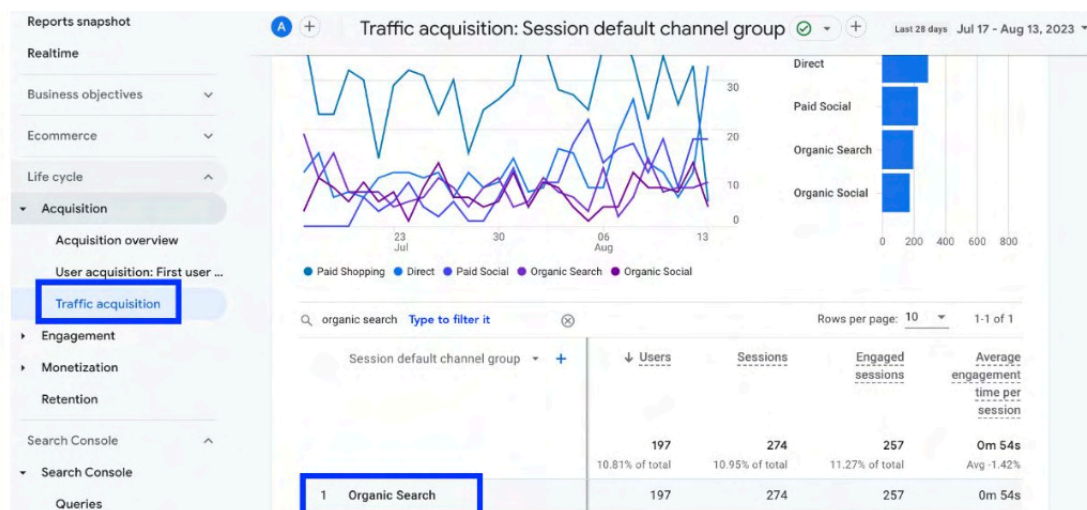 Reports snapshot
Realtime
Business objectives
Ecommerce
Life cycle
Acquisition
Acquisition overview
User acquisition: First user ...
Traffic acquisition
Engagement
Monetization
Retention
Search Console
Search Console
Queries
A
Traffic acquisition: Session default channel group
Last 28 days Jul 17 - Aug 13, 2023
30
20
10
0
23
Jul
30
06
Aug
13
Paid Shopping Direct Paid Social Organic Search Organic Social
Direct
Paid Social
Organic Search
Organic Social
0 200 400 600 800
organic search Type to filter it
Rows per page: 10 1-1 of 1
Session default channel group
Users
Sessions
Engaged
sessions
Average
engagement
time per
session
197 274 257 0m 54s
10.81% of total 10.95% of total 11.27% of total Avg -1.42%
1 Organic Search 197 274 257 0m 54s